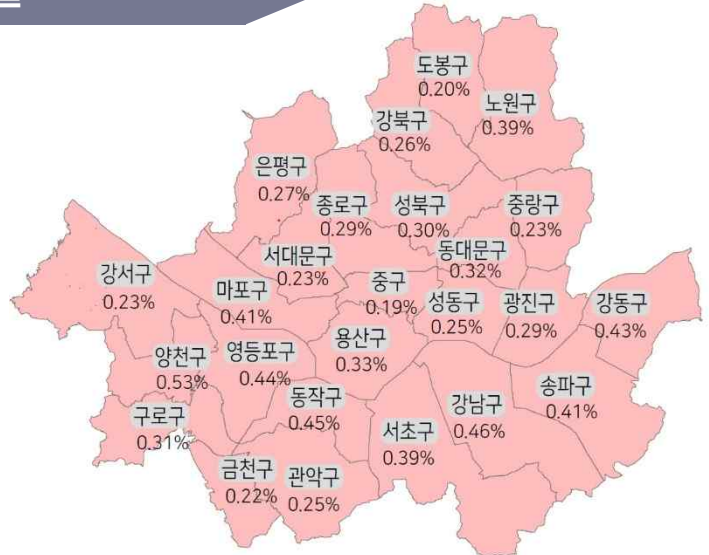 도봉구
0.20%
노원구
0.39%
강북구
0.26%
은평구
0.27%
종로구
0.29%
성북구
0.30%
중랑구
0.23%
동대문구
0.32%
서대문구
0.23%
강서구
0.23%
마포구
0.41%
중구
0.19%
성동구
0.25%
광진구
0.29%
강동구
0.43%
양천구
0.53%
영등포구
0.44%
용산구
0.33%
동작구
0.45%
구로구
0.31%
서초구
0.39%
강남구
0.46%
송파구
0.41%
금천구
0.22%
관악구
0.25%